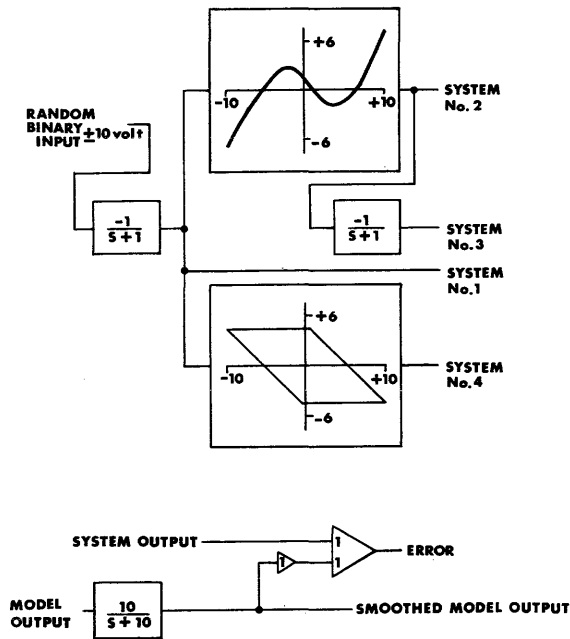 +6
-10
+10
-6
SYSTEM
No. 2
RANDOM
BINARY
INPUT ±10 volt
-1
S + 1
-1
S + 1
SYSTEM
No.3
SYSTEM
No.1
+6
-10
+10
-6
SYSTEM
No.4
SYSTEM OUTPUT
1
1
1
ERROR
MODEL
OUTPUT
10
S + 10
SMOOTHED MODEL OUTPUT